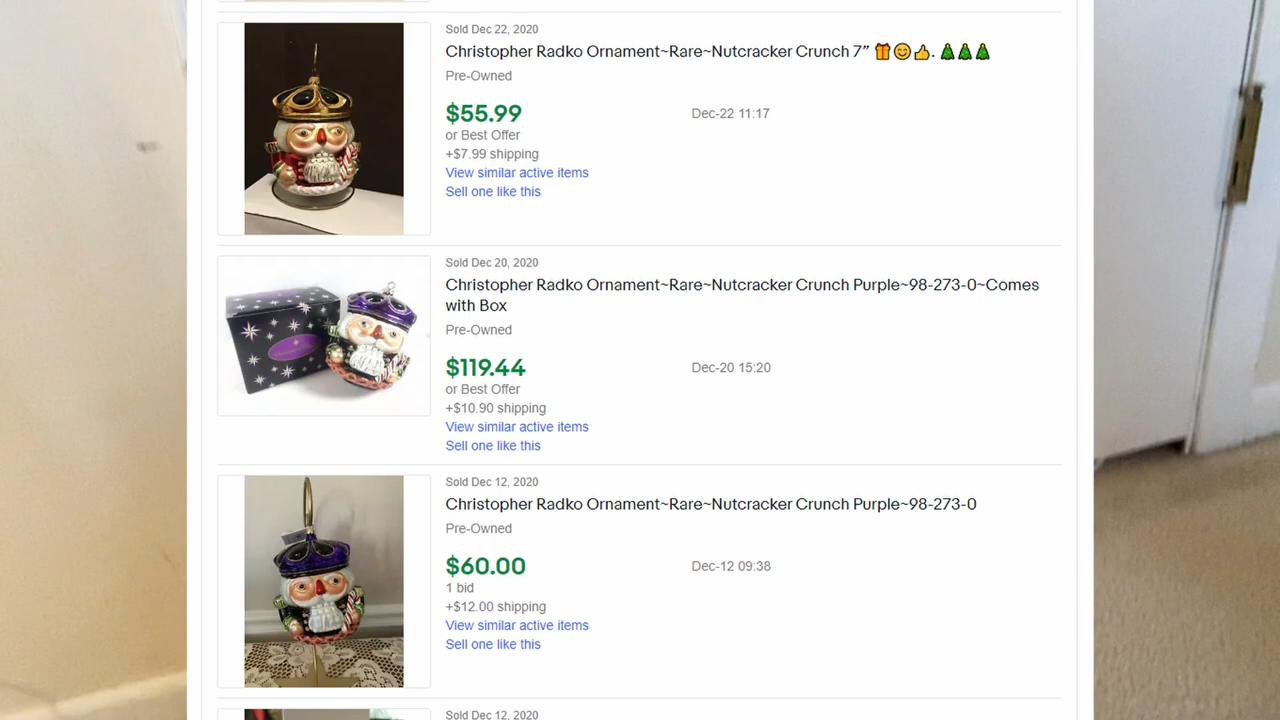 Sold Dec 22, 2020
Christopher Radko Ornament~Rare~Nutcracker Crunch 7” 🎁😊👍. 🎄🎄🎄
Pre-Owned
$55.99
Dec-22 11:17
or Best Offer
+$7.99 shipping
View similar active items
Sell one like this
Sold Dec 20, 2020
Christopher Radko Ornament~Rare~Nutcracker Crunch Purple~98-273-0~Comes
with Box
Pre-Owned
$119.44
Dec-20 15:20
or Best Offer
+$10.90 shipping
View similar active items
Sell one like this
Sold Dec 12, 2020
Christopher Radko Ornament~Rare~Nutcracker Crunch Purple~98-273-0
Pre-Owned
$60.00
Dec-12 09:38
1 bid
+$12.00 shipping
View similar active items
Sell one like this
Sold Dec 12, 2020